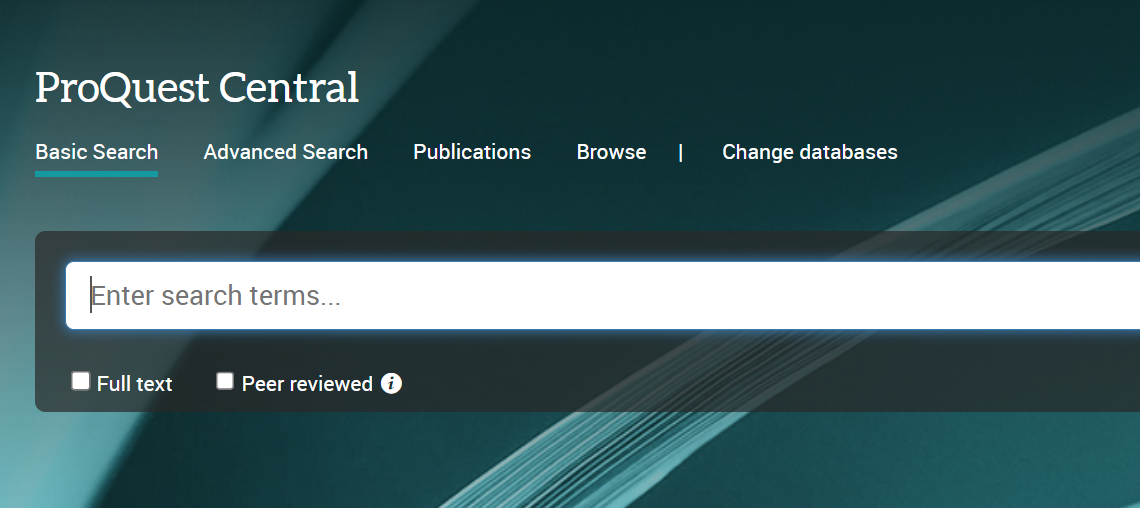 ProQuest Central
Basic Search Advanced Search Publications Browse | Change databases
Enter search terms...
Full text Peer reviewed i